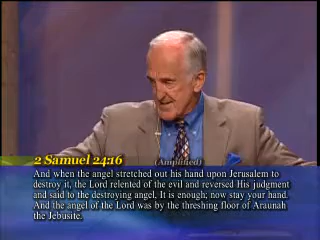 2 Samuel 24:16
(Amplified)
And when the angel stretched out his hand upon Jerusalem to
destroy it, the Lord relented of the evil and reversed His judgment
and said to the destroying angel, It is enough; now stay your hand.
And the angel of the Lord was by the threshing floor of Araunah
the Jebusite.